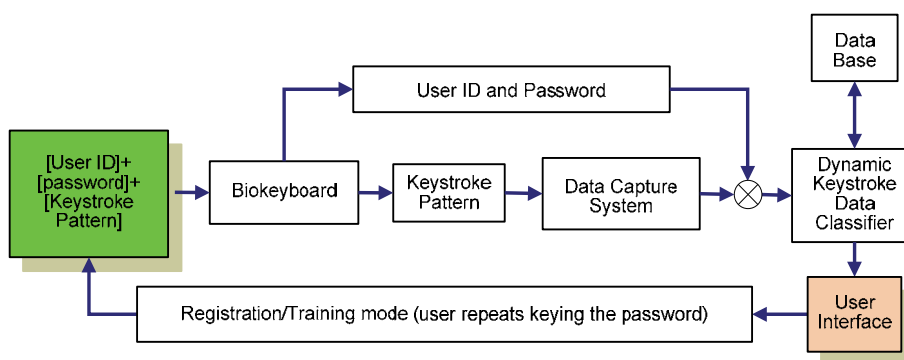 Data
Base
User ID and Password
[User ID]+
[password]+
[Keystroke
Pattern]
Biokeyboard
Keystroke
Pattern
Data Capture
System
Dynamic
Keystroke
Data
Classifier
Registration/Training mode (user repeats keying the password)
User
Interface